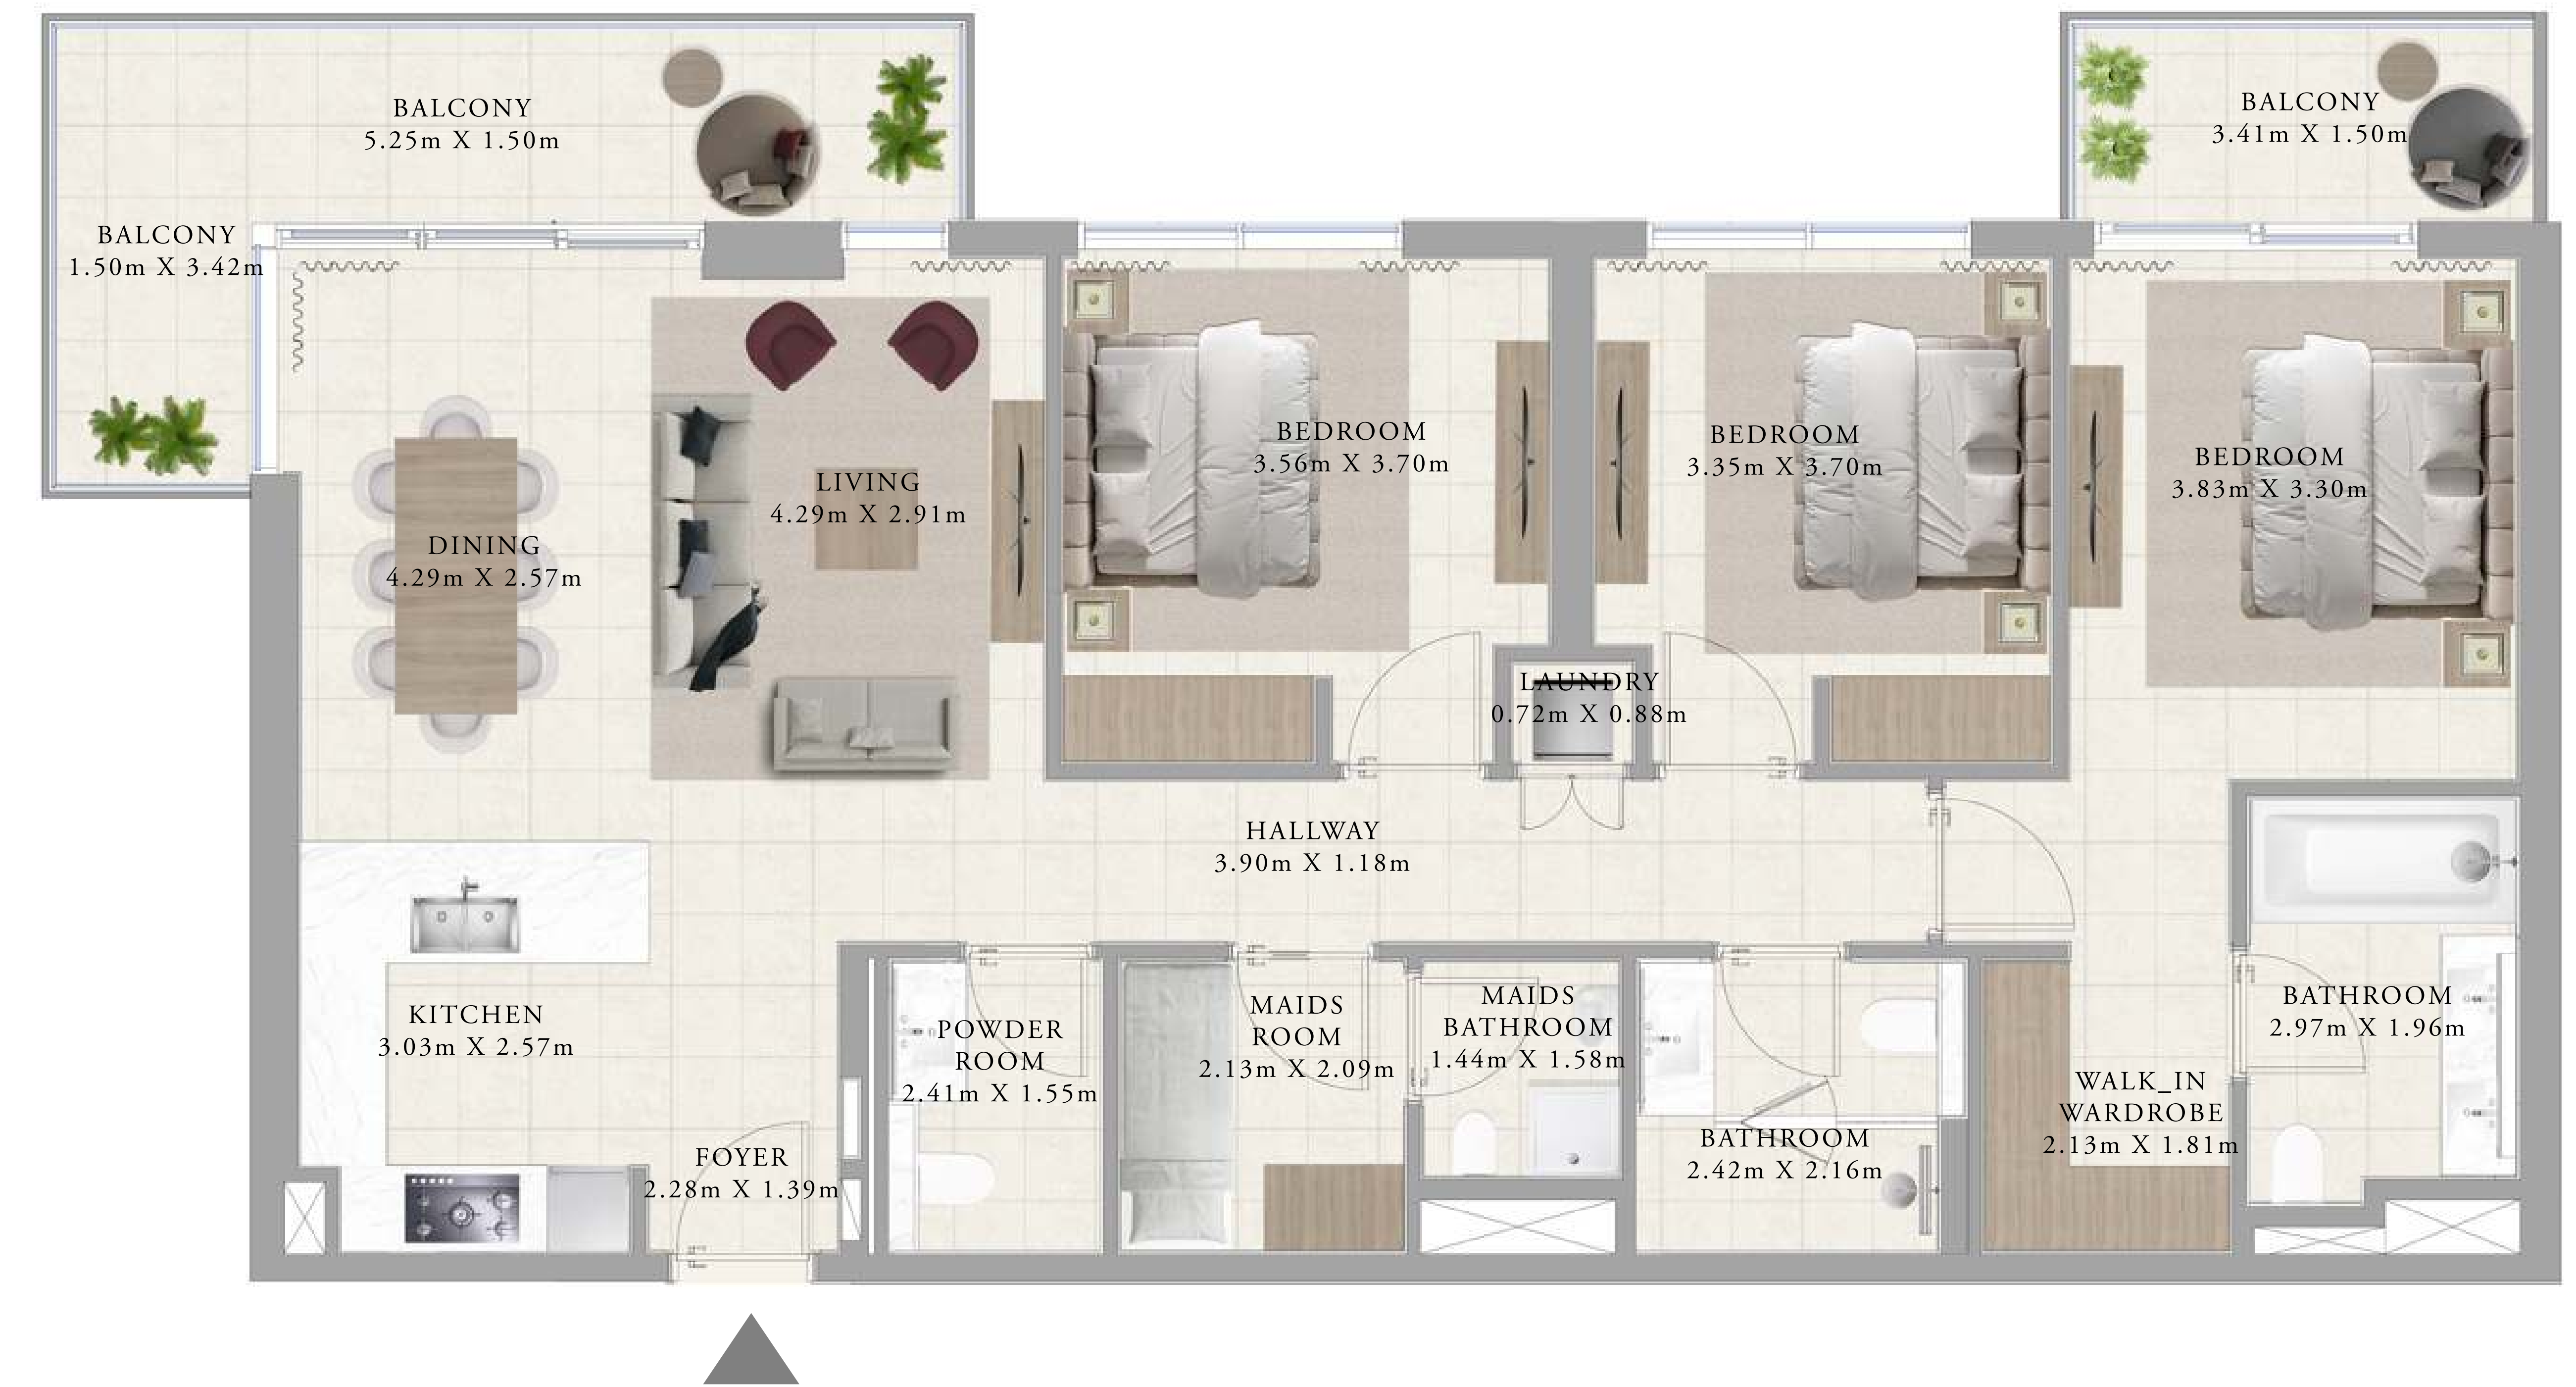 BALCONY
5.25m X 1.50m
BALCONY
3.41m X 1.50m
BALCONY
1.50m X 3.42m
BEDROOM
3.56m X 3.70m
BEDROOM
3.35m X 3.70m
BEDROOM
3.83m X 3.30m
LIVING
4.29m X 2.91m
DINING
4.29m X 2.57m
LAUNDRY
0.72m X 0.88m
HALLWAY
3.90m X 1.18m
KITCHEN
3.03m X 2.57m
POWDER
ROOM
2.41m X 1.55m
MAIDS
ROOM
2.13m X 2.09m
MAIDS
BATHROOM
1.44m X 1.58m
BATHROOM
2.97m X 1.96m
WALK_IN
WARDROBE
2.13m X 1.81m
BATHROOM
2.42m X 2.16m
FOYER
2.28m X 1.39m